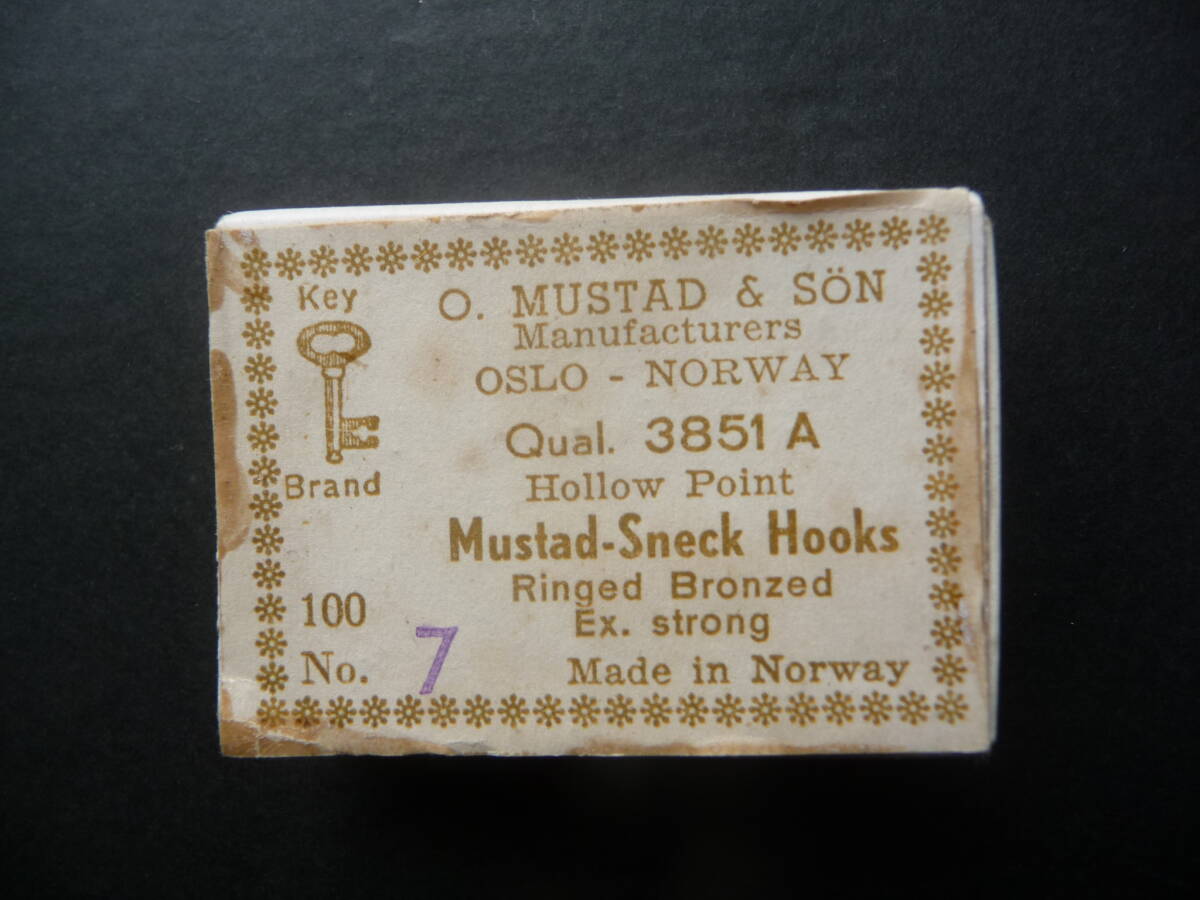 Key
Brand
O. MUSTAD & SÖN
Manufacturers
OSLO - NORWAY
Qual. 3851 A
Hollow Point
Mustad-Sneck Hooks
Ringed Bronzed
Ex. strong
100
No. 7
Made in Norway